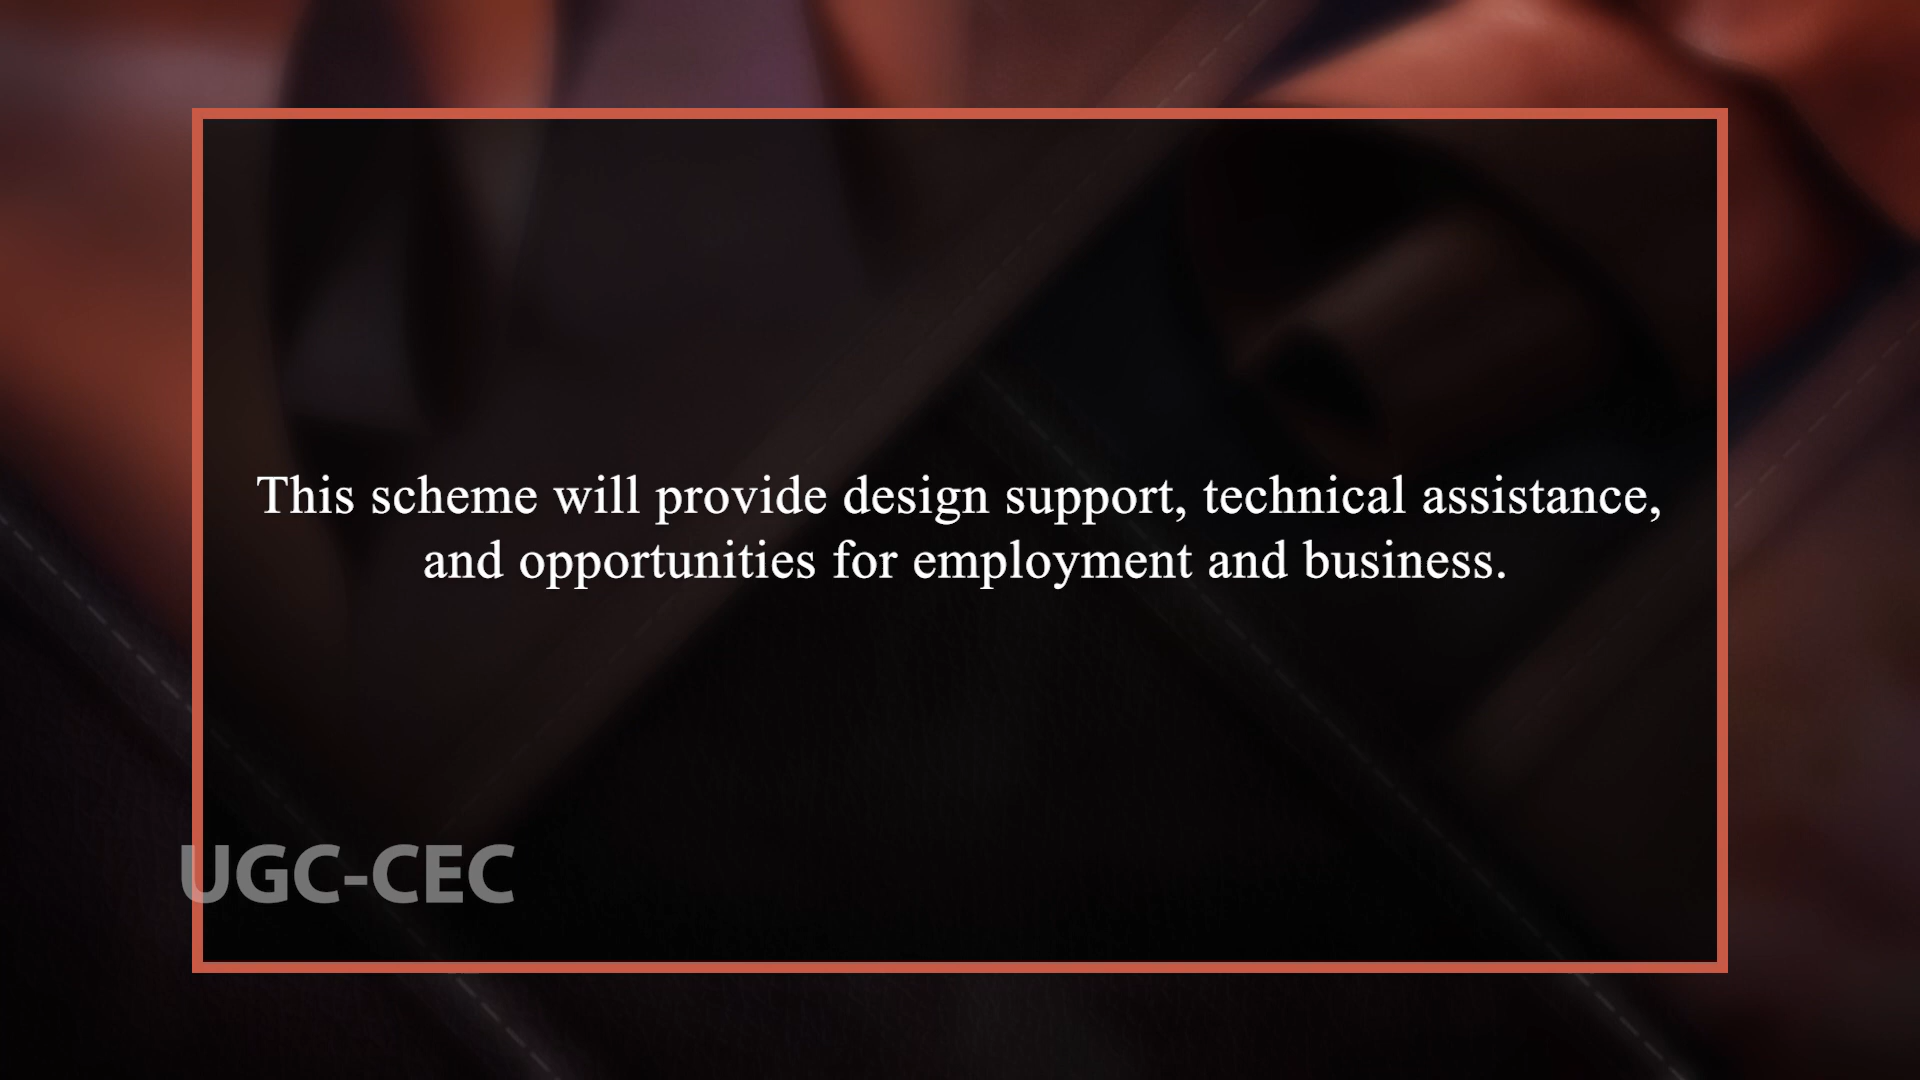 This scheme will provide design support, technical assistance,
and opportunities for employment and business.
UGC-CEC